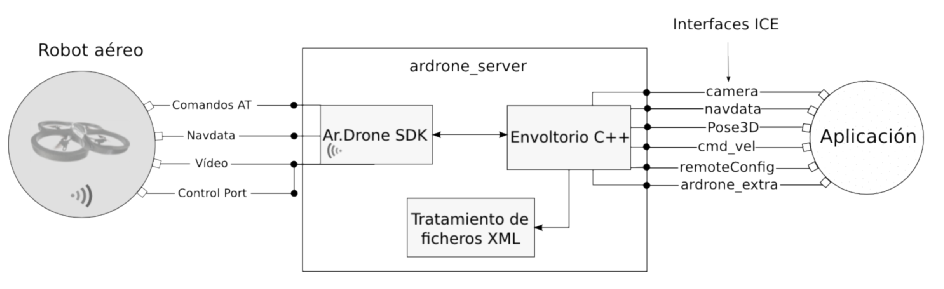 Interfaces ICE
Robot aéreo
ardrone_server
Comandos AT
Navdata
Vídeo
Control Port
Ar.Drone SDK
Envoltorio C++
Tratamiento de
ficheros XML
camera
navdata
Pose3D
cmd_vel
remoteConfig
ardrone_extra
Aplicación